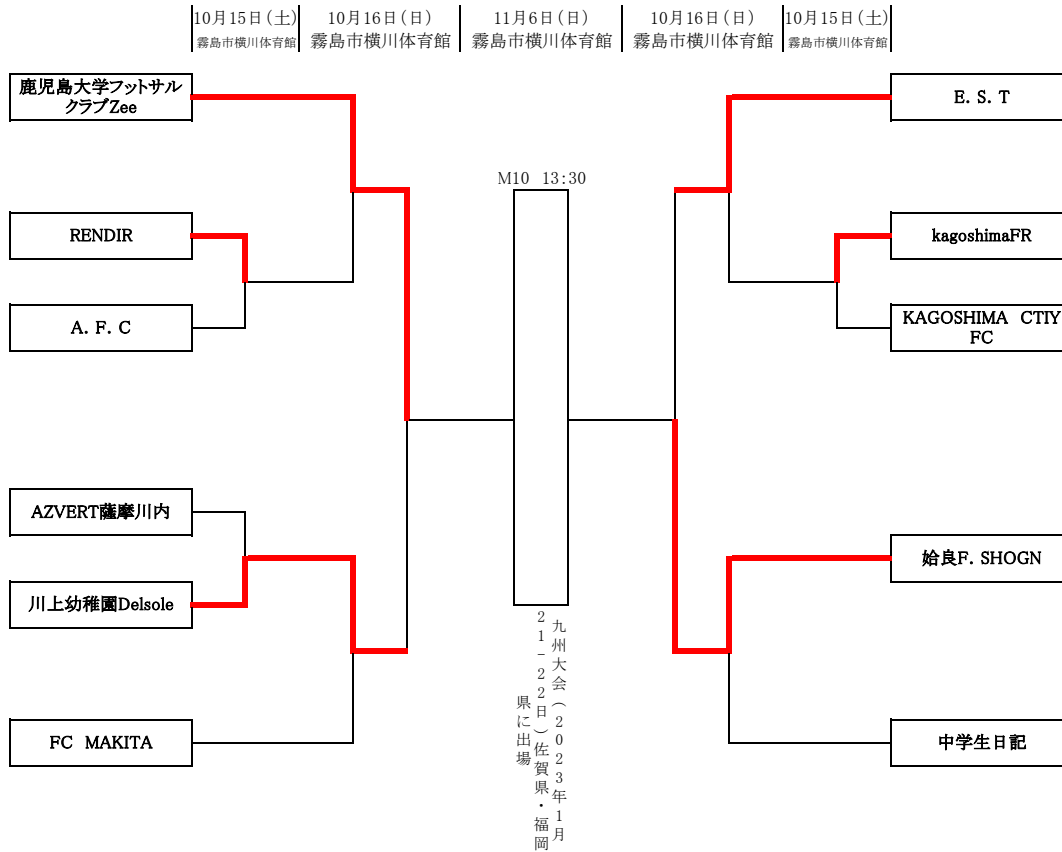 10月15日(土)
霧島市横川体育館
10月16日(日)
霧島市横川体育館
11月6日(日)
霧島市横川体育館
10月16日(日)
霧島市横川体育館
10月15日(土)
霧島市横川体育館
鹿児島大学フットサル
クラブZee
RENDIR
A.F.C
AZVERT薩摩川内
川上幼稚園Delsole
FC MAKITA
M10 13:30
九州大会(2023年1月
21-22日)佐賀県・福岡
県に出場
E.S.T
kagoshimaFR
KAGOSHIMA CTIY
FC
姶良F.SHOGN
中学生日記